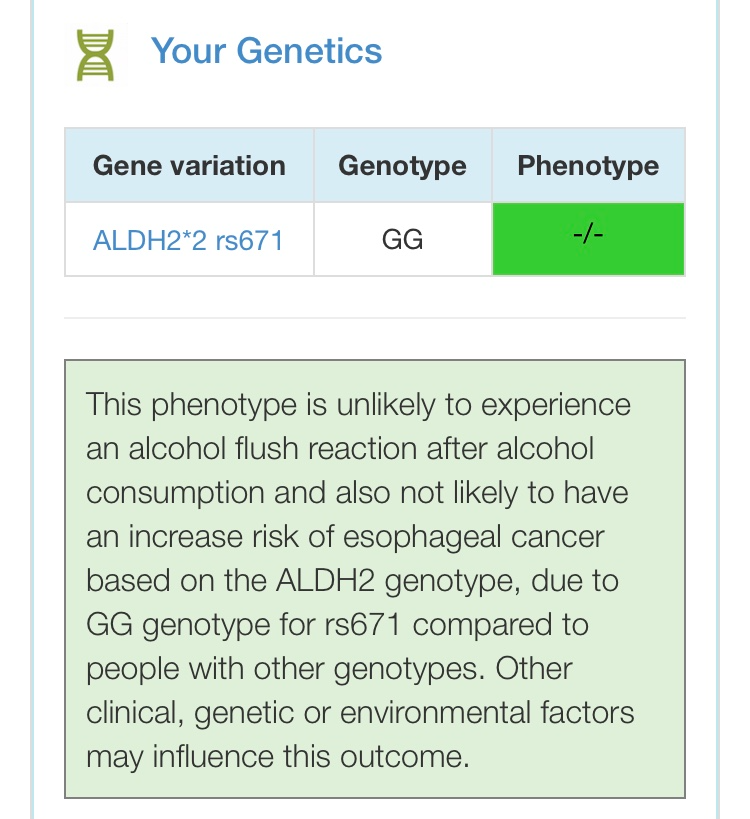 Your Genetics
Gene variation Genotype Phenotype
ALDH2*2 rs671 GG -/-
This phenotype is unlikely to experience
an alcohol flush reaction after alcohol
consumption and also not likely to have
an increase risk of esophageal cancer
based on the ALDH2 genotype, due to
GG genotype for rs671 compared to
people with other genotypes. Other
clinical, genetic or environmental factors
may influence this outcome.